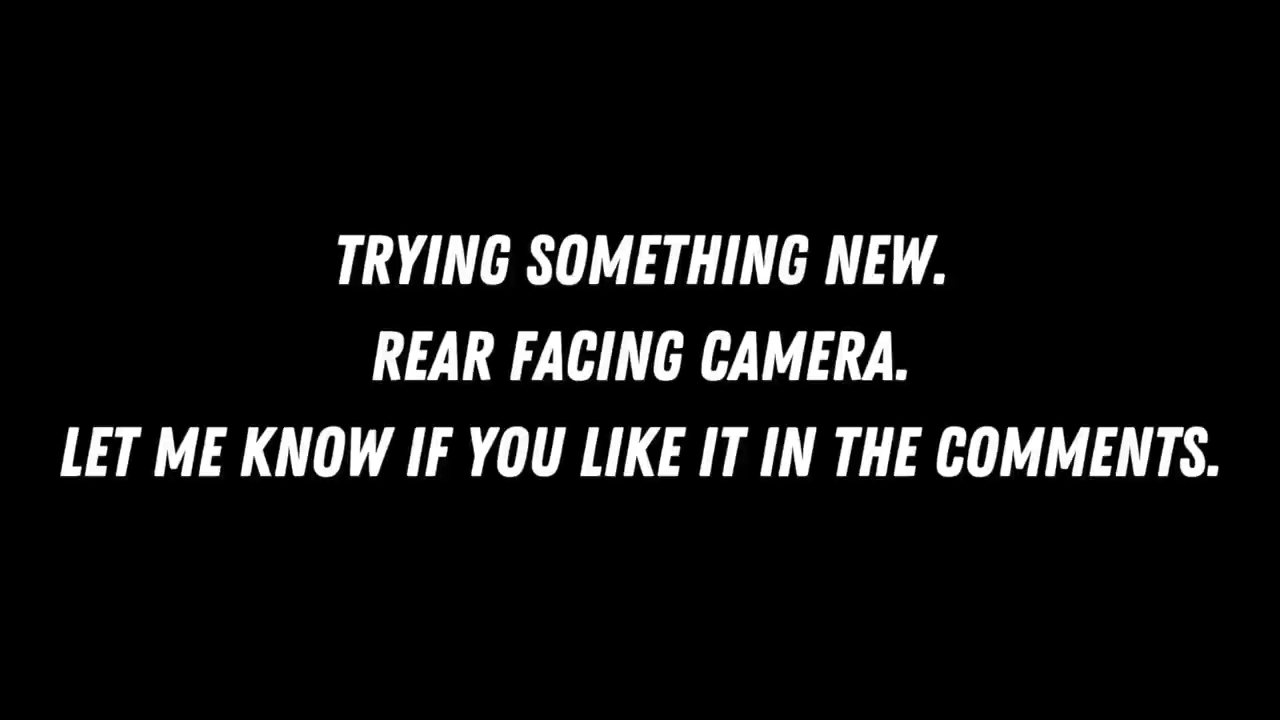 TRYING SOMETHING NEW.
REAR FACING CAMERA.
LET ME KNOW IF YOU LIKE IT IN THE COMMENTS.